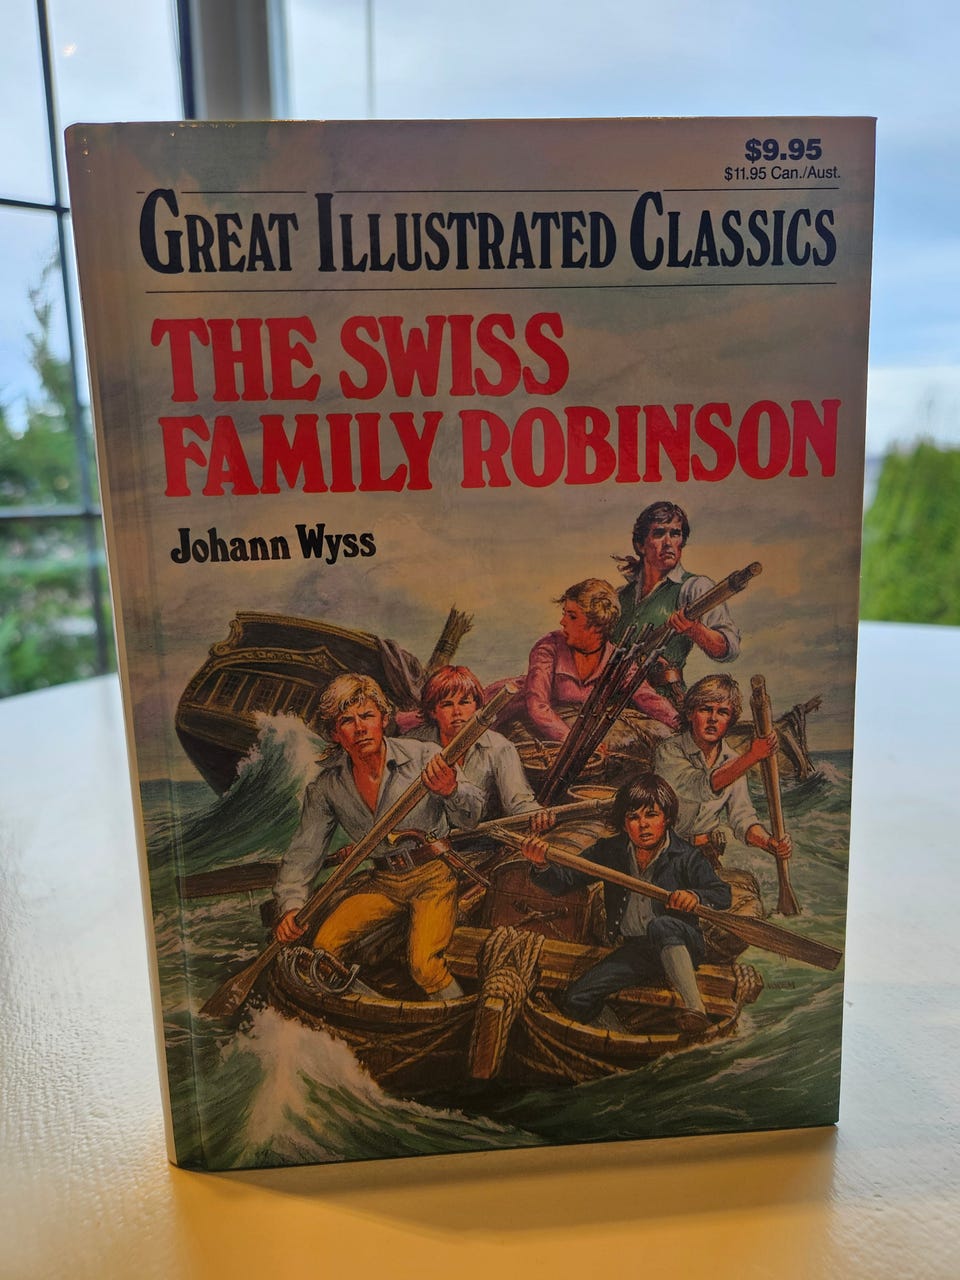 $9.95
$11.95 Can./Aust.
GREAT ILLUSTRATED CLASSICS
THE SWISS
FAMILY ROBINSON
Johann Wyss